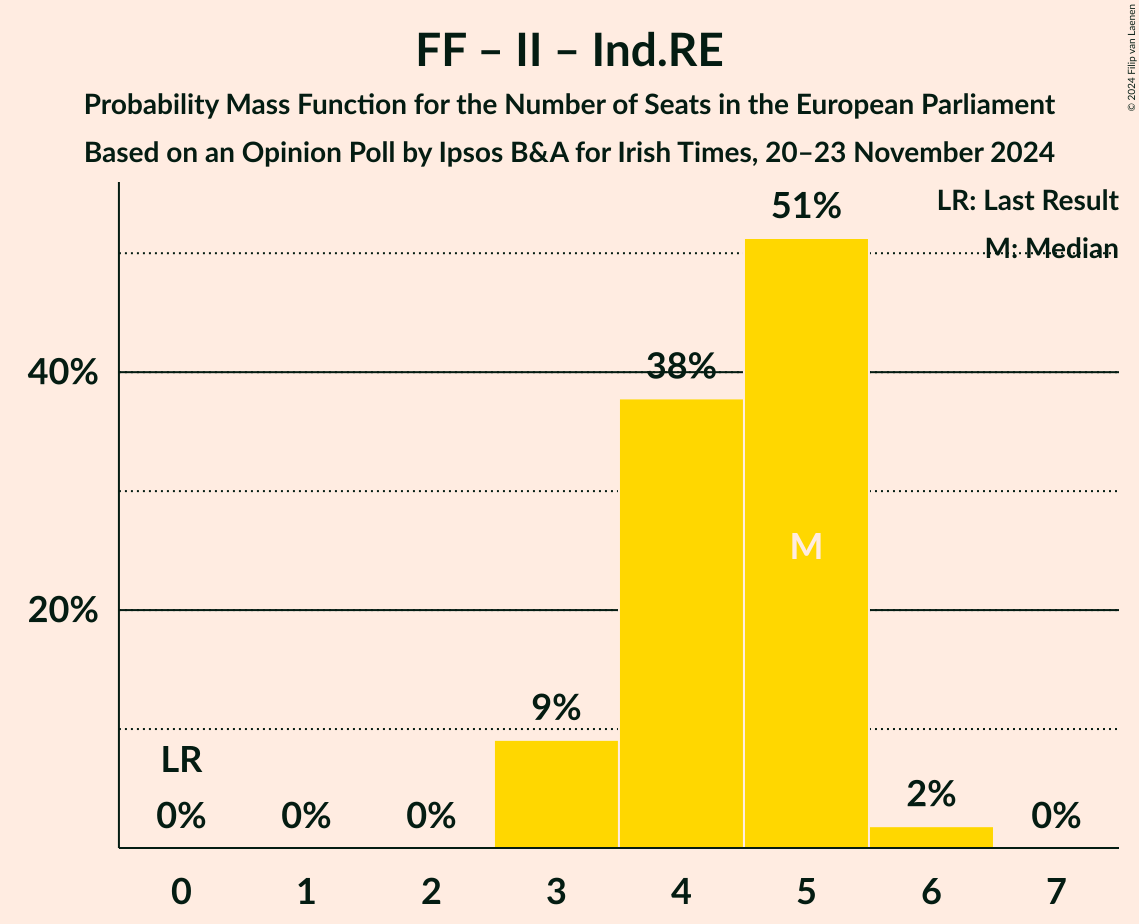 FF – II – Ind.RE
Probability Mass Function for the Number of Seats in the European Parliament
Based on an Opinion Poll by Ipsos B&A for Irish Times, 20–23 November 2024
© 2024 Filip van Laenen
LR: Last Result
M: Median
51%
40%
38%
M
20%
9%
LR
0%
0%
0%
2%
0%
0
1
2
3
4
5
6
7